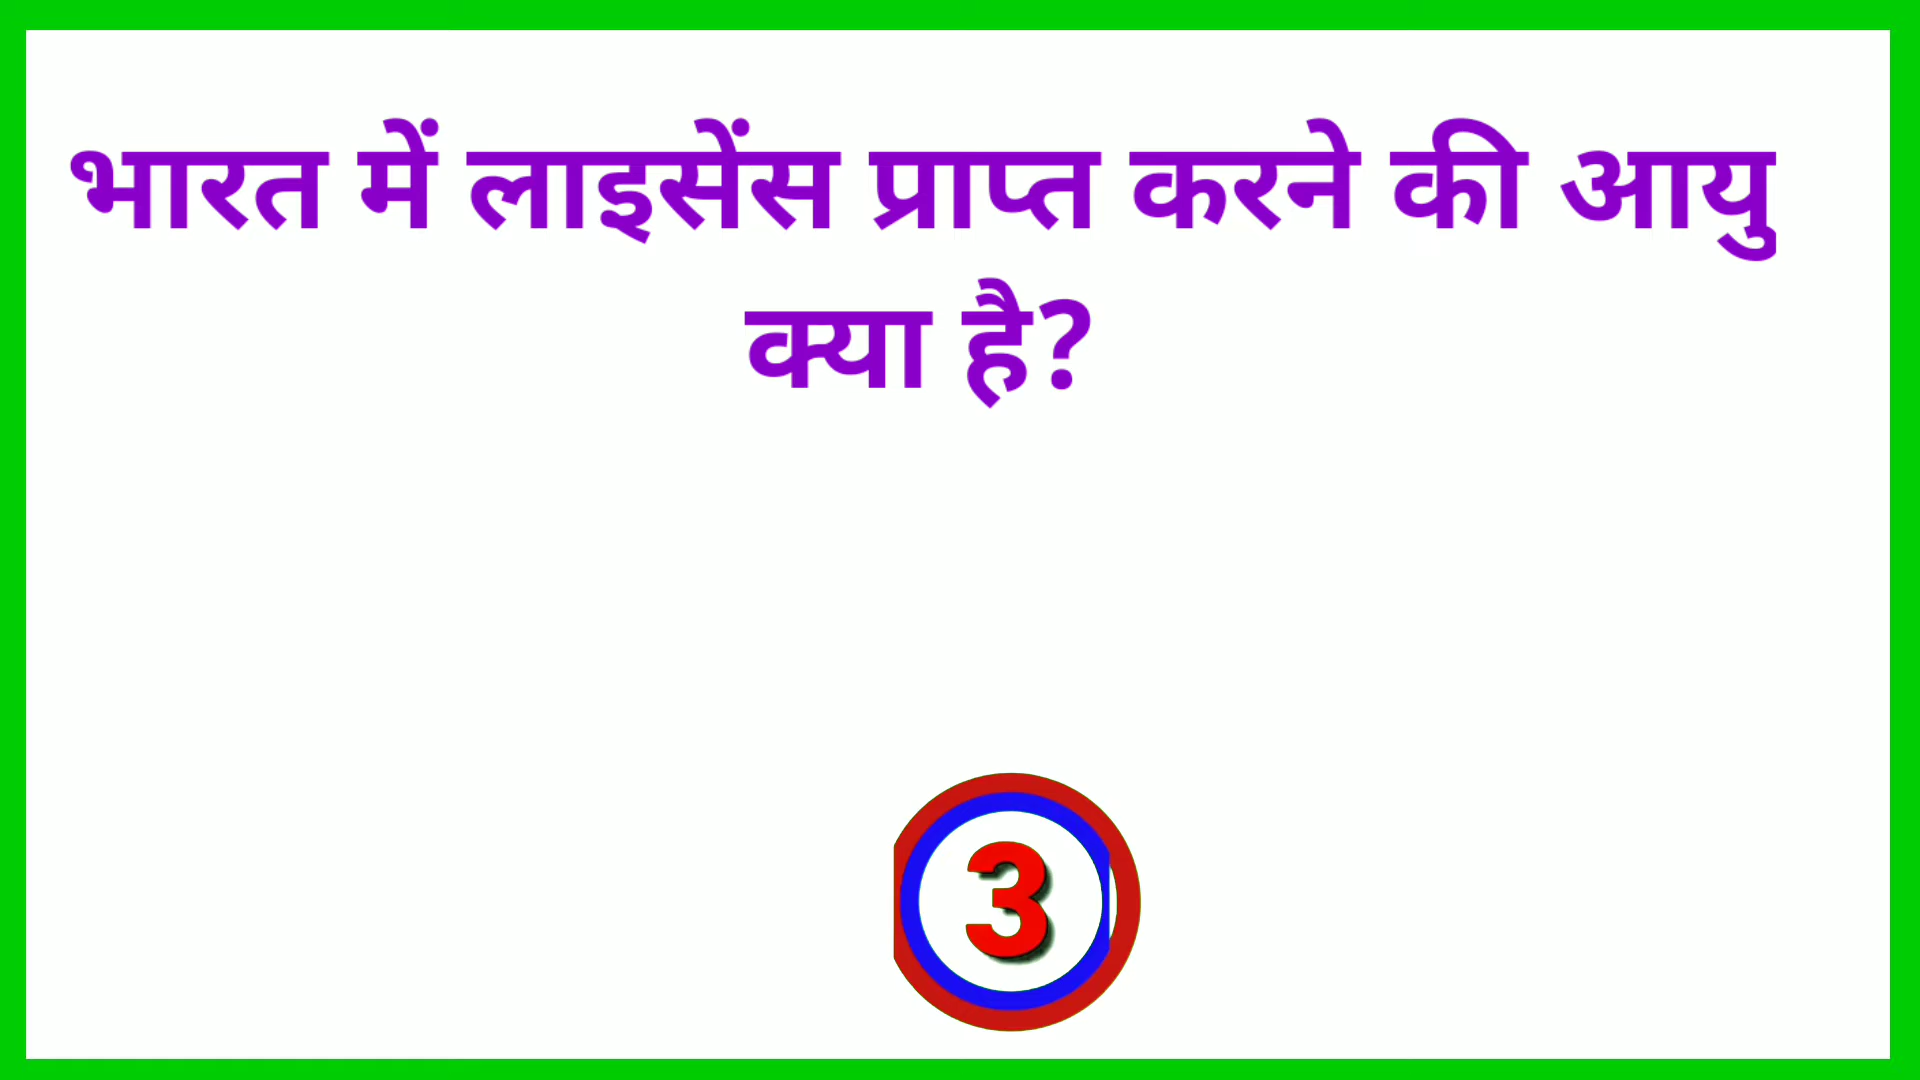 भारत में लाइसेंस प्राप्त करने की आयु
क्या है?
3